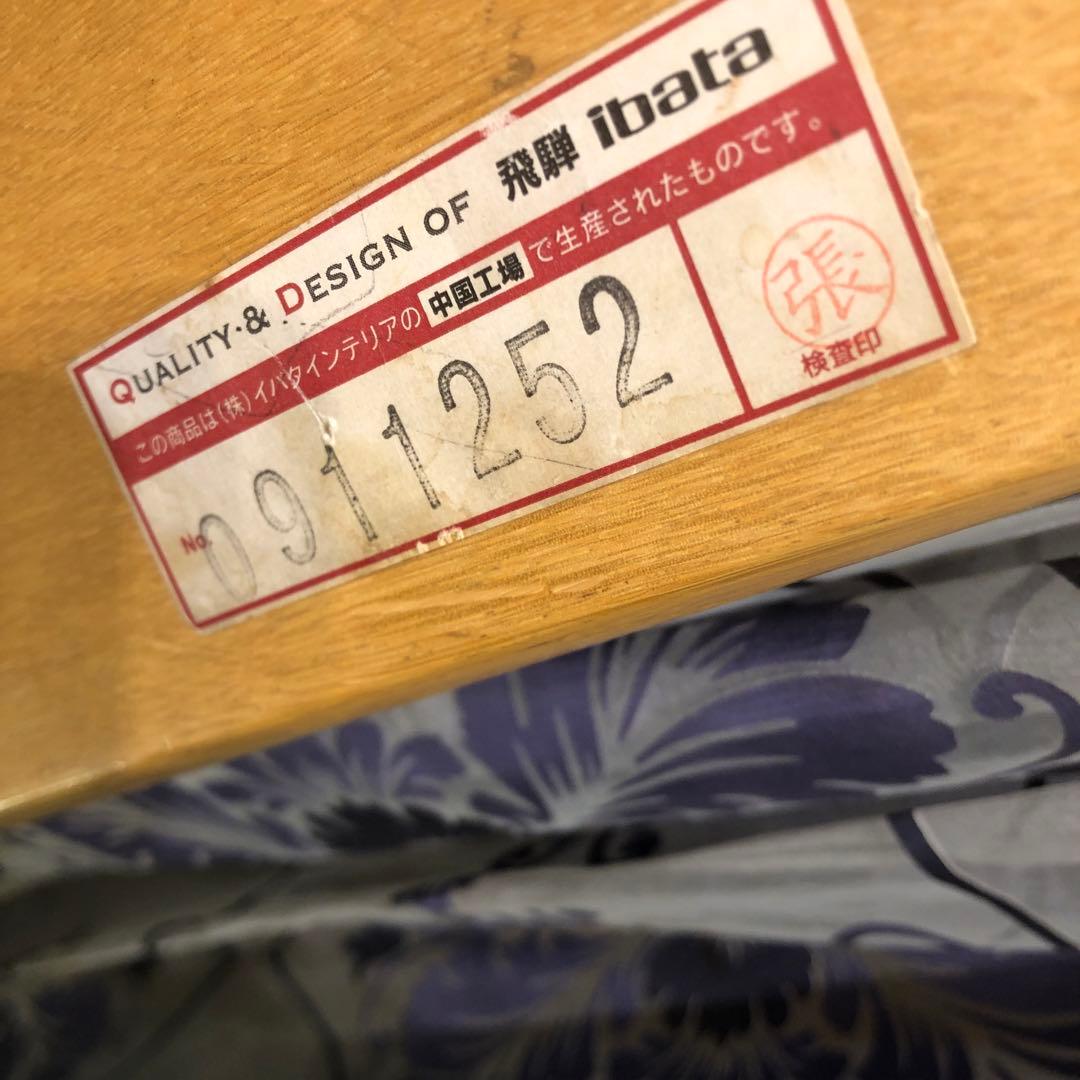 QUALITY・& DESIGN OF 飛騨 ibata
この商品は(株)イバタインテリアの 中国工場 で生産されたものです。
No. 0911252
張
検査印